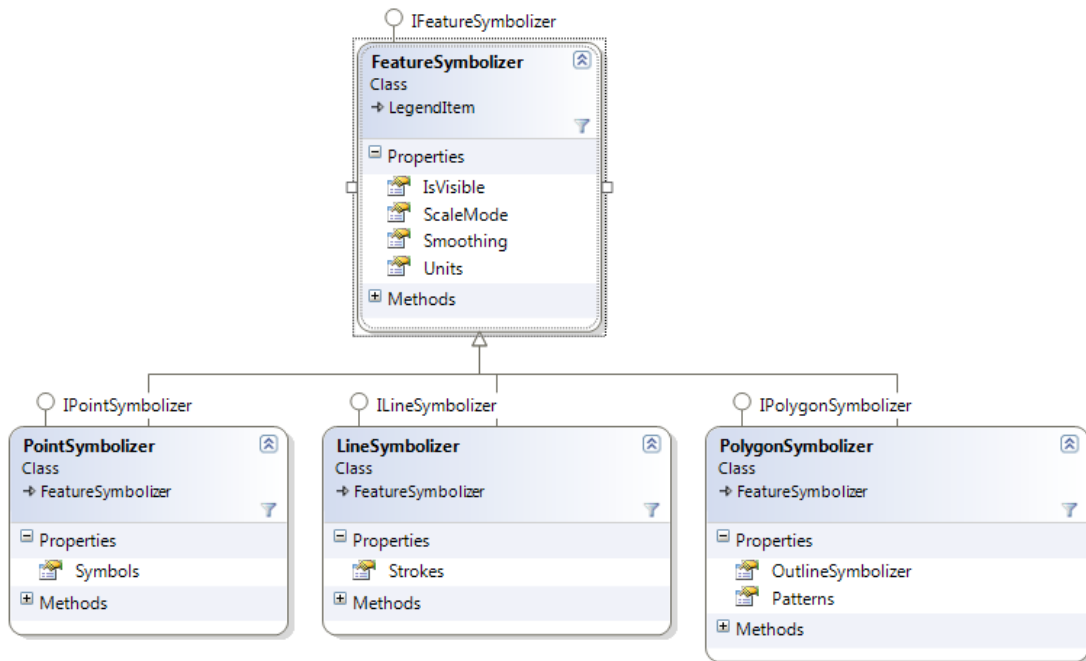 IFeatureSymbolizer
FeatureSymbolizer
Class
LegendItem
Properties
IsVisible
ScaleMode
Smoothing
Units
Methods
IPointSymbolizer
PointSymbolizer
Class
FeatureSymbolizer
Properties
Symbols
Methods
ILineSymbolizer
LineSymbolizer
Class
FeatureSymbolizer
Properties
Strokes
Methods
IPolygonSymbolizer
PolygonSymbolizer
Class
FeatureSymbolizer
Properties
OutlineSymbolizer
Patterns
Methods